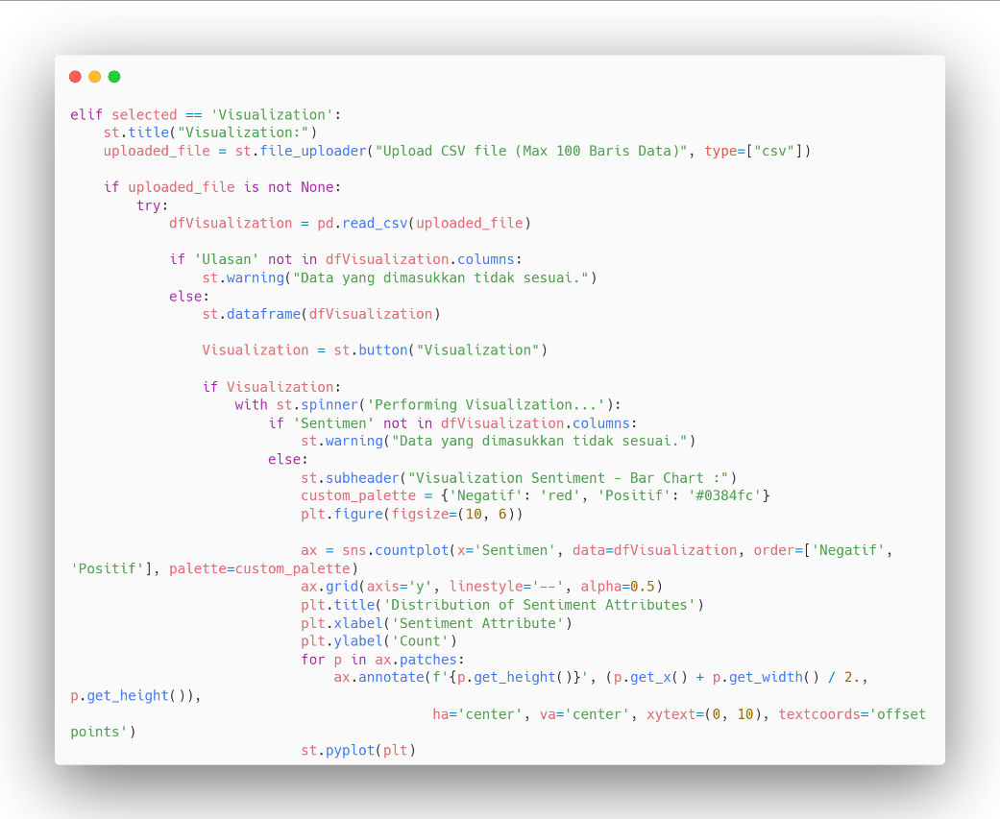 elif selected == 'Visualization':
    st.title("Visualization:")
    uploaded_file = st.file_uploader("Upload CSV file (Max 100 Baris Data)", type=["csv"])

    if uploaded_file is not None:
        try:
            dfVisualization = pd.read_csv(uploaded_file)

            if 'Ulasan' not in dfVisualization.columns:
                st.warning("Data yang dimasukkan tidak sesuai.")
            else:
                st.dataframe(dfVisualization)

                Visualization = st.button("Visualization")

                if Visualization:
                    with st.spinner('Performing Visualization...'):
                        if 'Sentimen' not in dfVisualization.columns:
                            st.warning("Data yang dimasukkan tidak sesuai.")
                        else:
                            st.subheader("Visualization Sentiment - Bar Chart :")
                            custom_palette = {'Negatif': 'red', 'Positif': '#0384fc'}
                            plt.figure(figsize=(10, 6))

                            ax = sns.countplot(x='Sentimen', data=dfVisualization, order=['Negatif',
'Positif'], palette=custom_palette)
                            ax.grid(axis='y', linestyle='--', alpha=0.5)
                            plt.title('Distribution of Sentiment Attributes')
                            plt.xlabel('Sentiment Attribute')
                            plt.ylabel('Count')
                            for p in ax.patches:
                                ax.annotate(f'{p.get_height()}', (p.get_x() + p.get_width() / 2.,
p.get_height()),
                                            ha='center', va='center', xytext=(0, 10), textcoords='offset
points')
                            st.pyplot(plt)